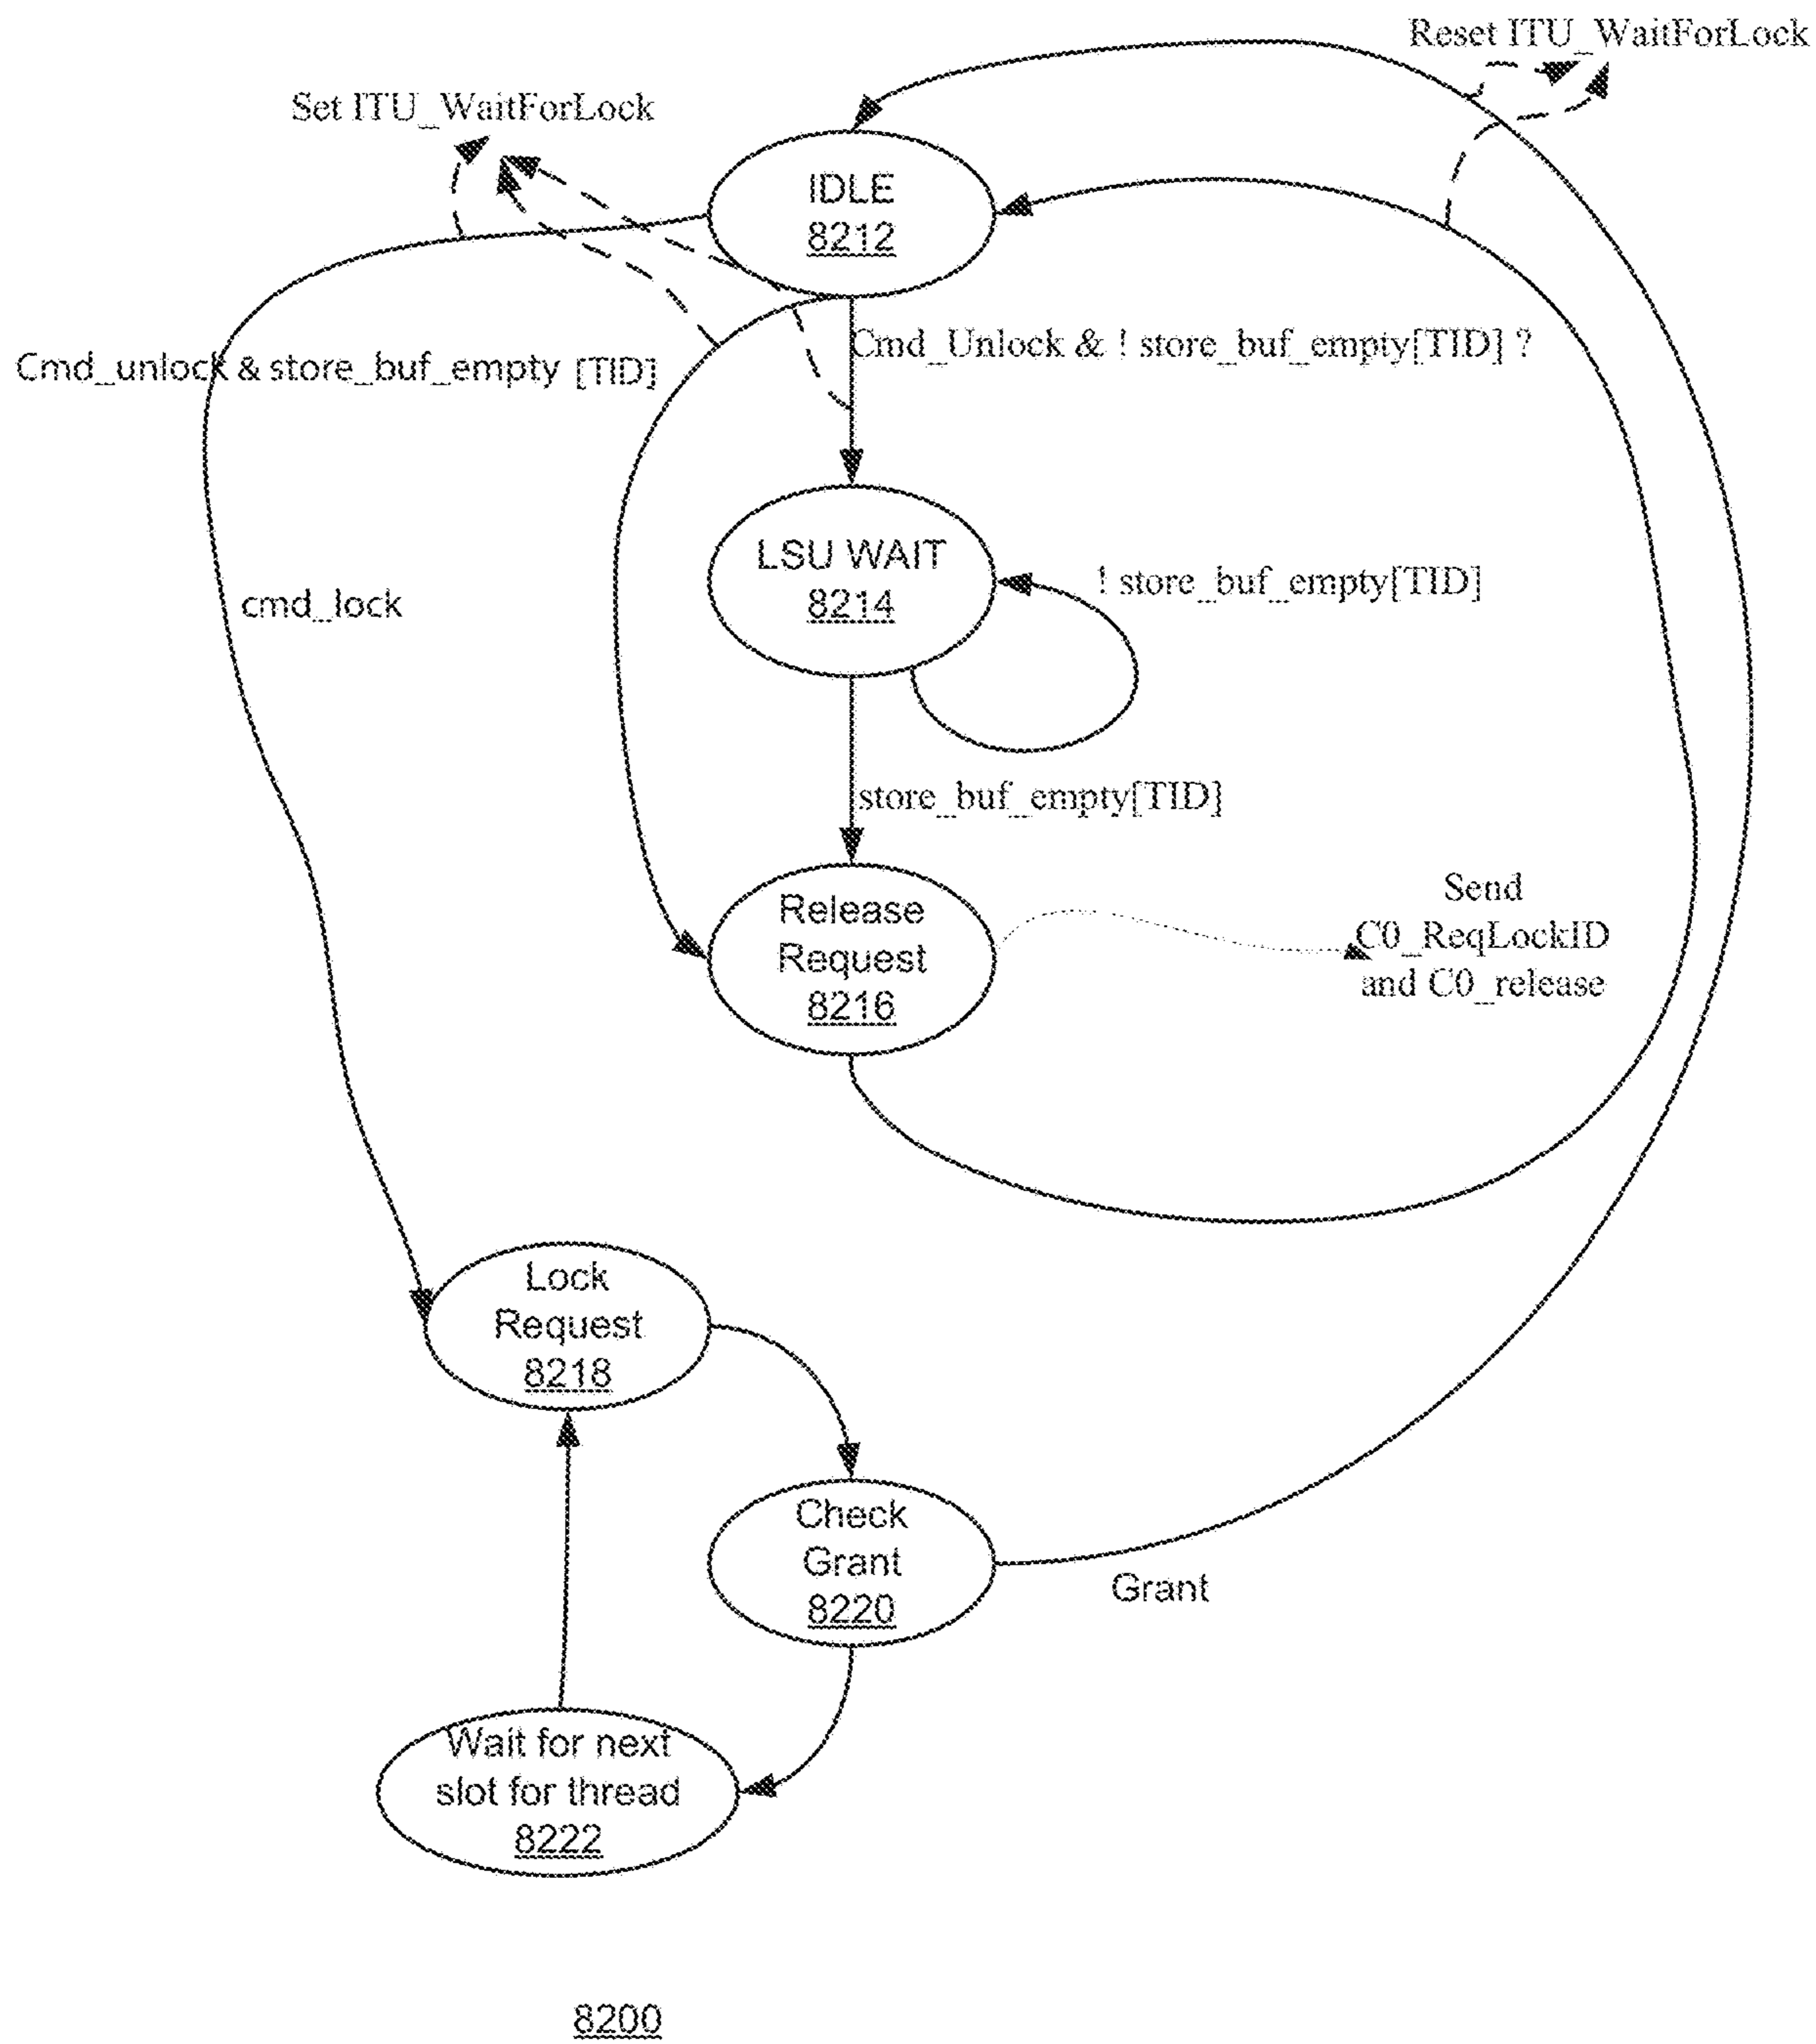 Reset ITU_WaitForLock
Set ITU_WaitForLock
IDLE
8212
Cmd_Unlock & ! store_buf_empty[TID] ?
Cmd_unlock & store_buf_empty [TID]
LSU WAIT
8214
! store_buf_empty[TID]
cmd_lock
store_buf_empty[TID]
Release
Request
8216
Send
C0_ReqLockID
and C0_release
Lock
Request
8218
Check
Grant
8220
Grant
Wait for next
slot for thread
8222
8200